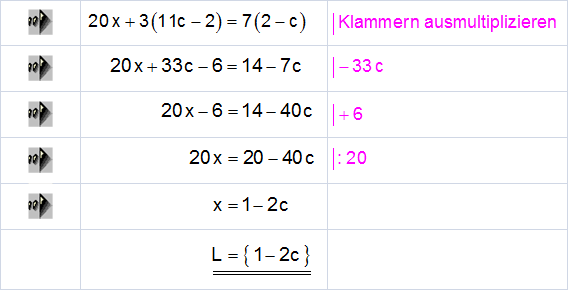 20x + 3(11c − 2) = 7(2 − c) |Klammern ausmultiplizieren
20x + 33c − 6 = 14 − 7c |− 33c
20x − 6 = 14 − 40c |+ 6
20x = 20 − 40c |: 20
x = 1 − 2c
L = {1 − 2c}